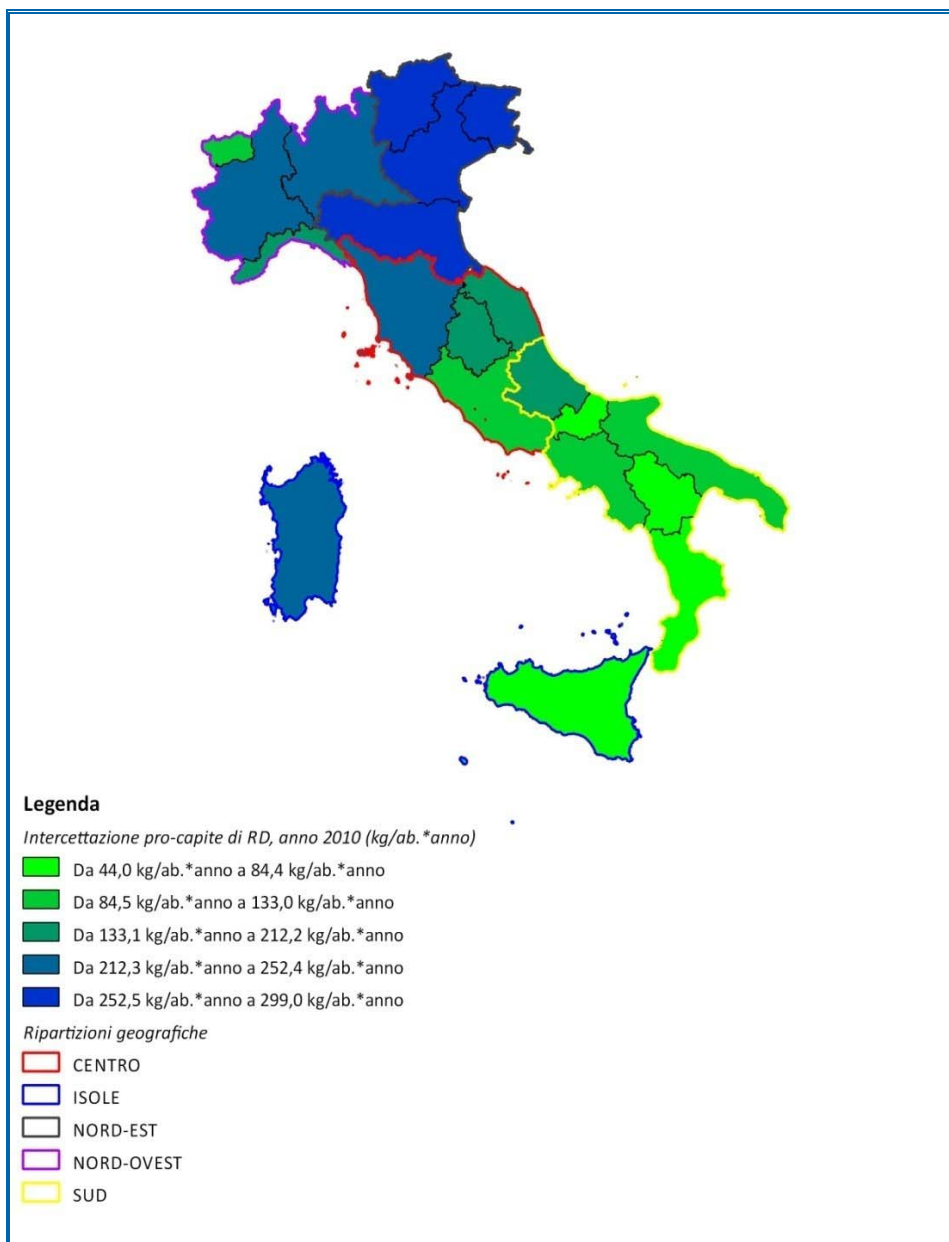 Legenda
Intercettazione pro-capite di RD, anno 2010 (kg/ab.*anno)
Da 44,0 kg/ab.*anno a 84,4 kg/ab.*anno
Da 84,5 kg/ab.*anno a 133,0 kg/ab.*anno
Da 133,1 kg/ab.*anno a 212,2 kg/ab.*anno
Da 212,3 kg/ab.*anno a 252,4 kg/ab.*anno
Da 252,5 kg/ab.*anno a 299,0 kg/ab.*anno
Ripartizioni geografiche
CENTRO
ISOLE
NORD-EST
NORD-OVEST
SUD